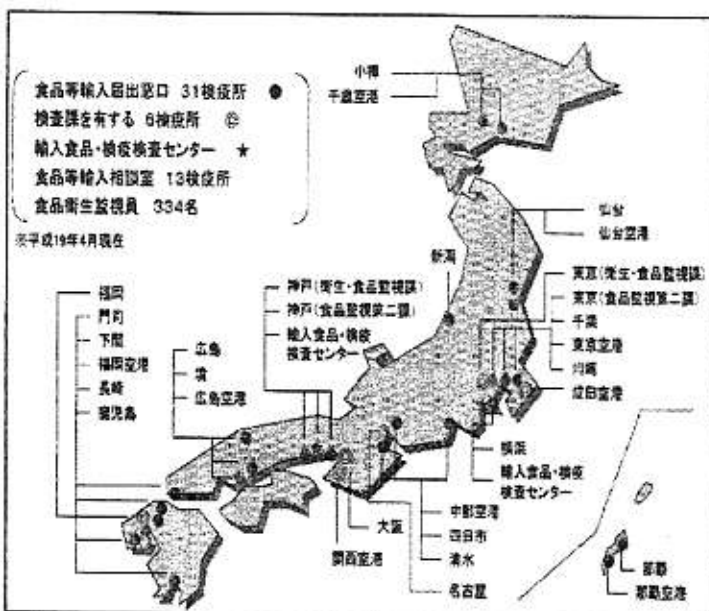 食品等輸入届出窓口 31検疫所 ●
検査課を有する 6検疫所 ◎
輸入食品・検疫検査センター ★
食品等輸入相談室 13検疫所
食品衛生監視員 334名
※平成19年4月現在
小樽
千歳空港
仙台
仙台空港
新潟
東京(衛生・食品監視課)
東京(食品監視第二課)
千葉
東京空港
川崎
成田空港
神戸(衛生・食品監視課)
神戸(食品監視第二課)
輸入食品・検疫
検査センター
福岡
門司
下関
福岡空港
長崎
鹿児島
広島
境
広島空港
横浜
輸入食品・検疫
検査センター
中部空港
四日市
清水
名古屋
大阪
関西空港
那覇
那覇空港